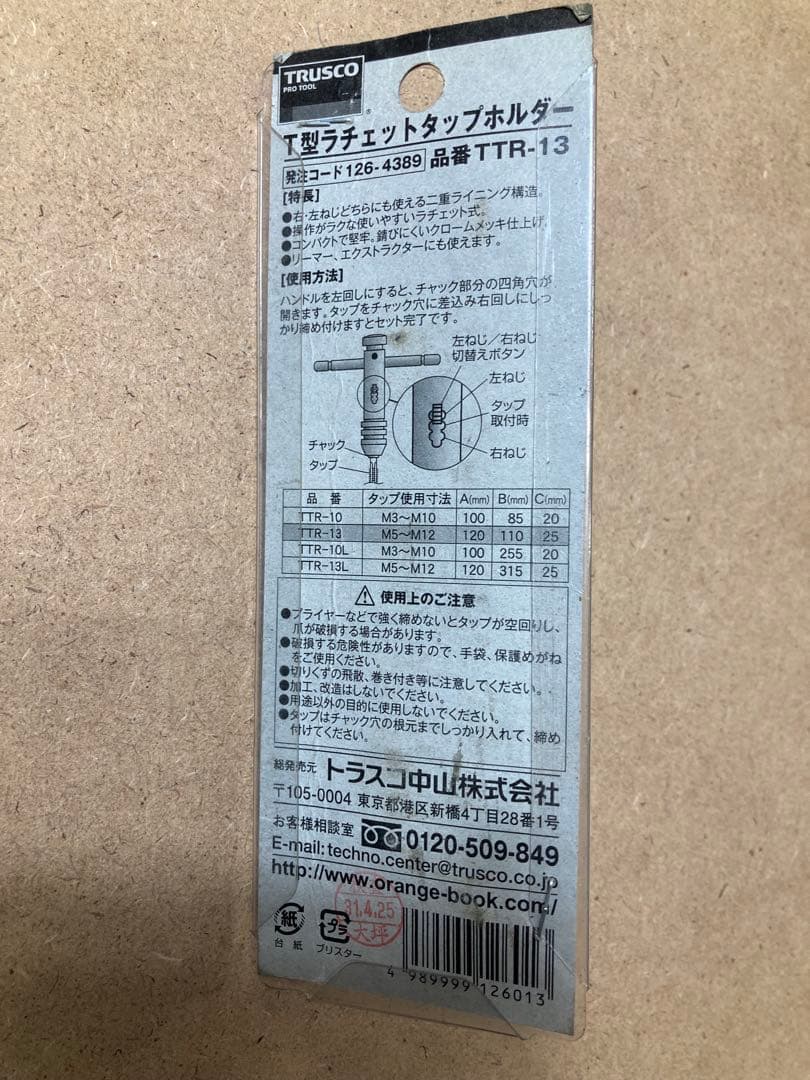 TRUSCO
PRO TOOL
®
T型ラチェットタップホルダー
発注コード 126-4389 品番 TTR-13
[特長]
●右・左ねじどちらにも使える二重ライニング構造。
●操作がラクな使いやすいラチェット式。
●コンパクトで堅牢。錆びにくいクロームメッキ仕上げ。
●リーマー、エクストラクターにも使えます。
[使用方法]
ハンドルを左回しにすると、チャック部分の四角穴が
開きます。タップをチャック穴に差込み右回しにしっ
かり締め付けますとセット完了です。
左ねじ/右ねじ
切替えボタン
左ねじ
タップ
取付時
右ねじ
チャック
タップ
品 番 タップ使用寸法 A(mm) B(mm) C(mm)
TTR-10 M3～M10 100 85 20
TTR-13 M5～M12 120 110 25
TTR-10L M3～M10 100 255 20
TTR-13L M5～M12 120 315 25
⚠ 使用上のご注意
●プライヤーなどで強く締めないとタップが空回りし、
爪が破損する場合があります。
●破損する危険性がありますので、手袋、保護めがね
をご使用ください。
●切りくずの飛散、巻き付き等に注意してください。
●加工、改造はしないでください。
●用途以外の目的に使用しないでください。
●タップはチャック穴の根元までしっかり入れて、締め
付けてください。
総発売元 トラスコ中山株式会社
〒105-0004 東京都港区新橋4丁目28番1号
お客様相談室 0120-509-849
E-mail: techno.center@trusco.co.jp
http://www.orange-book.com/
31.4.25
大坪
紙
台紙
プラ
ブリスター
4 989999 126013